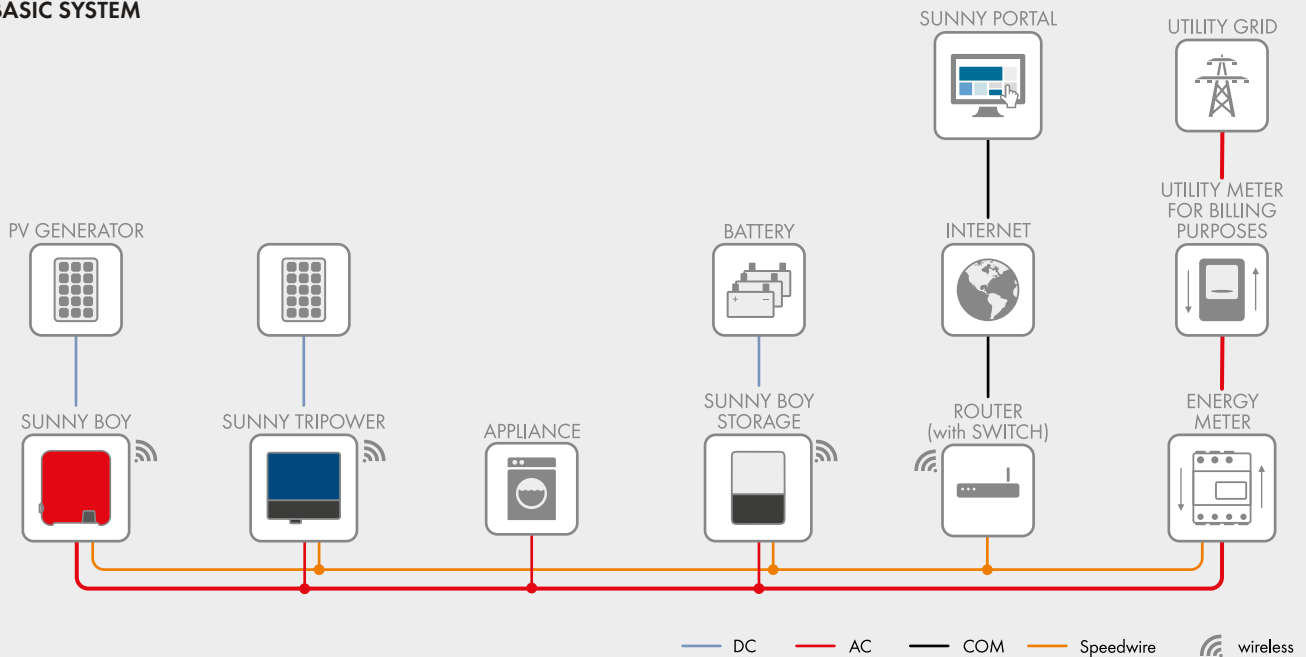 BASIC SYSTEM
SUNNY PORTAL
UTILITY GRID
UTILITY METER
FOR BILLING
PURPOSES
PV GENERATOR
BATTERY
INTERNET
SUNNY BOY
SUNNY TRIPOWER
APPLIANCE
SUNNY BOY
STORAGE
ROUTER
(with SWITCH)
ENERGY
METER
DC
AC
COM
Speedwire
wireless